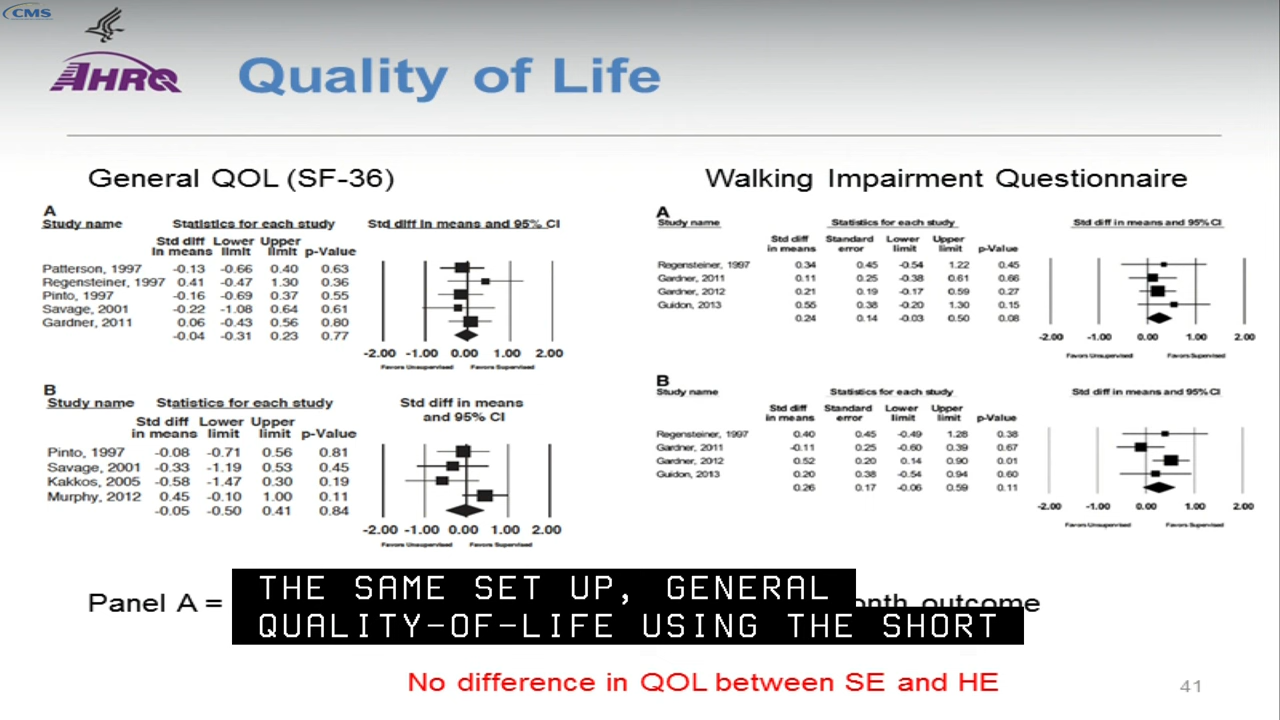 CMS
AHRQ
Quality of Life
General QOL (SF-36)
Walking Impairment Questionnaire
A
Study name Statistics for each study Std diff in means and 95% CI
Std diff in means Lower limit Upper limit p-Value
Patterson, 1997 -0.13 -0.66 0.40 0.63
Regensteiner, 1997 0.41 -0.47 1.30 0.36
Pinto, 1997 -0.16 -0.69 0.37 0.55
Savage, 2001 -0.22 -1.08 0.64 0.61
Gardner, 2011 0.06 -0.43 0.56 0.80
-0.04 -0.31 0.23 0.77
-2.00 -1.00 0.00 1.00 2.00
Favors Unsupervised Favors Supervised
B
Study name Statistics for each study Std diff in means and 95% CI
Std diff in means Lower limit Upper limit p-Value
Pinto, 1997 -0.08 -0.71 0.56 0.81
Savage, 2001 -0.33 -1.19 0.53 0.45
Kakkos, 2005 -0.58 -1.47 0.30 0.19
Murphy, 2012 0.45 -0.10 1.00 0.11
-0.05 -0.50 0.41 0.84
-2.00 -1.00 0.00 1.00 2.00
Favors Unsupervised Favors Supervised
A
Study name Statistics for each study Std diff in means and 95% CI
Std diff in means Standard error Lower limit Upper limit p-Value
Regensteiner, 1997 0.34 0.45 -0.54 1.22 0.45
Gardner, 2011 0.11 0.25 -0.38 0.61 0.66
Gardner, 2012 0.21 0.19 -0.17 0.59 0.27
Guidon, 2013 0.55 0.38 -0.20 1.30 0.15
0.24 0.14 -0.03 0.50 0.08
-2.00 -1.00 0.00 1.00 2.00
Favors Unsupervised Favors Supervised
B
Study name Statistics for each study Std diff in means and 95% CI
Std diff in means Standard error Lower limit Upper limit p-Value
Regensteiner, 1997 0.40 0.45 -0.49 1.28 0.38
Gardner, 2011 -0.11 0.25 -0.60 0.39 0.67
Gardner, 2012 0.52 0.20 0.14 0.90 0.01
Guidon, 2013 0.20 0.38 -0.54 0.94 0.60
0.26 0.17 -0.06 0.59 0.11
-2.00 -1.00 0.00 1.00 2.00
Favors Unsupervised Favors Supervised
Panel A = outcome
THE SAME SET UP, GENERAL
QUALITY-OF-LIFE USING THE SHORT
No difference in QOL between SE and HE
41